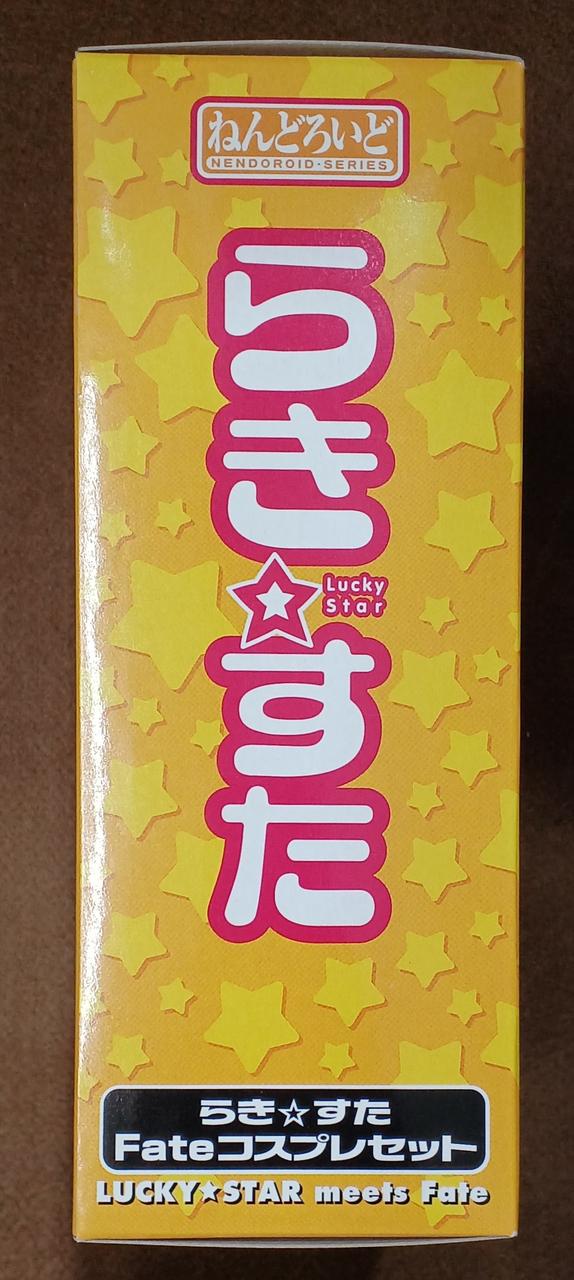 ねんどろいど
NENDOROID・SERIES
らき☆すた
Lucky
Star
らき☆すた
Fateコスプレセット
LUCKY★STAR meets Fate